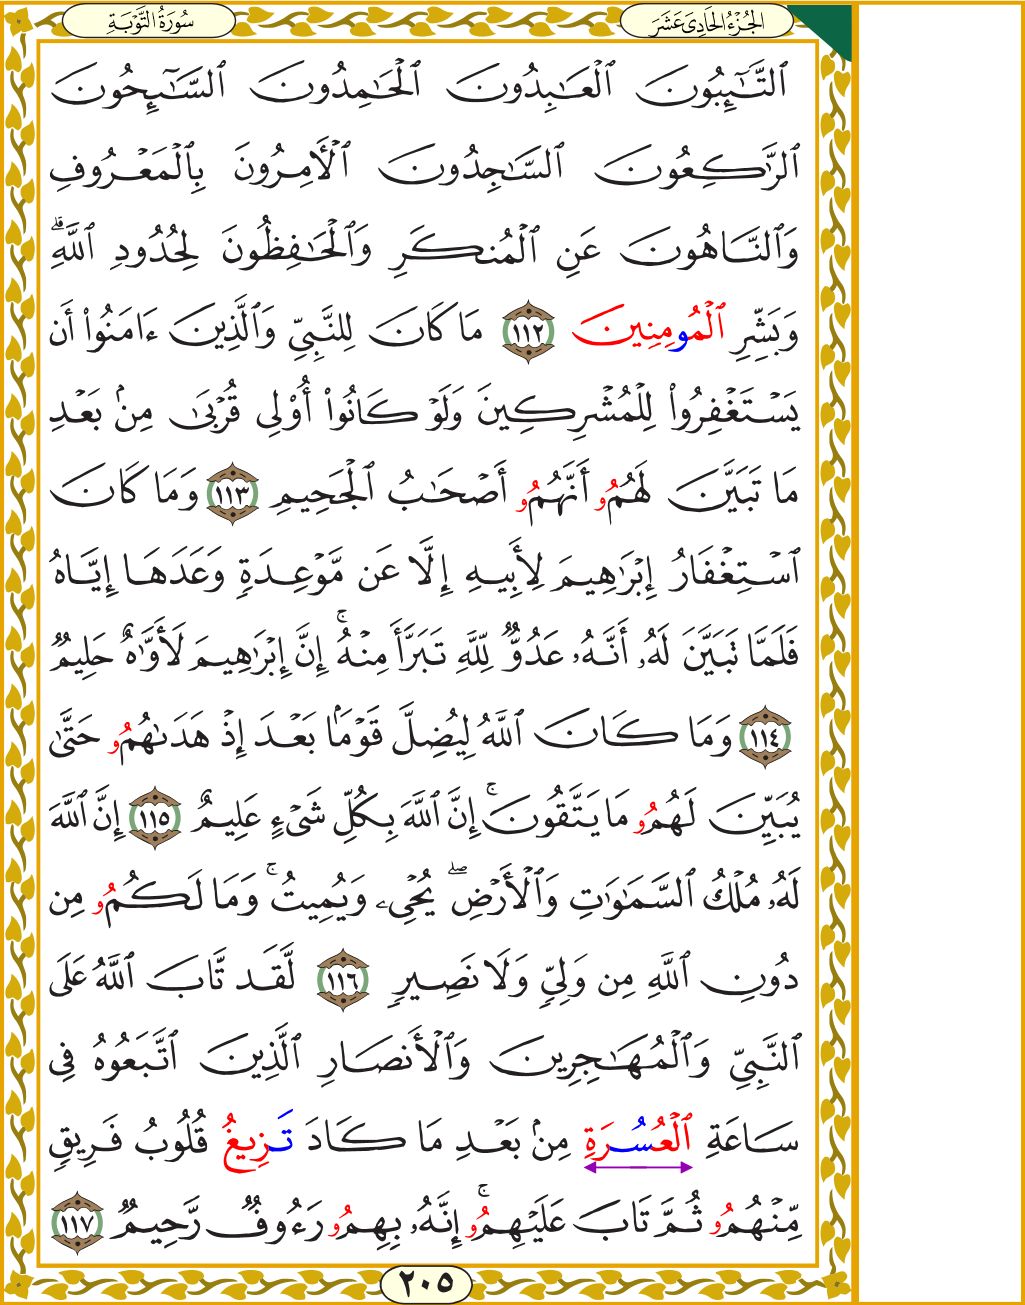 الجُزْءُ الحَادِىَ عَشَرَ
سُورَةُ التَّوْبَةِ
ٱلتَّـٰٓئِبُونَ ٱلْعَـٰبِدُونَ ٱلْحَـٰمِدُونَ ٱلسَّـٰٓئِحُونَ
ٱلرَّٰكِعُونَ ٱلسَّـٰجِدُونَ ٱلْأَمِرُونَ بِٱلْمَعْرُوفِ
وَٱلنَّاهُونَ عَنِ ٱلْمُنكَرِ وَٱلْحَـٰفِظُونَ لِحُدُودِ ٱللَّهِ ۗ
وَبَشِّرِ ٱلْمُومِنِينَ ١١٢ مَا كَانَ لِلنَّبِيِّ وَٱلَّذِينَ ءَامَنُوا۟ أَن
يَسْتَغْفِرُوا۟ لِلْمُشْرِكِينَ وَلَوْ كَانُوٓا۟ أُو۟لِى قُرْبَىٰ مِنۢ بَعْدِ
مَا تَبَيَّنَ لَهُمُۥ أَنَّهُمُۥ أَصْحَـٰبُ ٱلْجَحِيمِ ١١٣ وَمَا كَانَ
ٱسْتِغْفَارُ إِبْرَٰهِيمَ لِأَبِيهِ إِلَّا عَن مَّوْعِدَةٍ وَعَدَهَا إِيَّاهُ
فَلَمَّا تَبَيَّنَ لَهُۥ أَنَّهُۥ عَدُوٌّ لِّلَّهِ تَبَرَّأَ مِنْهُ ۚ إِنَّ إِبْرَٰهِيمَ لَأَوَّٰهٌ حَلِيمٌ
١١٤ وَمَا كَانَ ٱللَّهُ لِيُضِلَّ قَوْمَۢا بَعْدَ إِذْ هَدَىٰهُمُۥ حَتَّىٰ
يُبَيِّنَ لَهُمُۥ مَا يَتَّقُونَ ۚ إِنَّ ٱللَّهَ بِكُلِّ شَىْءٍ عَلِيمٌ ١١٥ إِنَّ ٱللَّهَ
لَهُۥ مُلْكُ ٱلسَّمَـٰوَٰتِ وَٱلْأَرْضِ ۖ يُحْىِۦ وَيُمِيتُ ۚ وَمَا لَكُمُۥ مِن
دُونِ ٱللَّهِ مِن وَلِىٍّ وَلَا نَصِيرٍ ١١٦ لَّقَد تَّابَ ٱللَّهُ عَلَى
ٱلنَّبِىِّ وَٱلْمُهَـٰجِرِينَ وَٱلْأَنصَارِ ٱلَّذِينَ ٱتَّبَعُوهُ فِى
سَاعَةِ ٱلْعُسُرَةِ مِنۢ بَعْدِ مَا كَادَ تَزِيغُ قُلُوبُ فَرِيقٍ
مِّنْهُمُۥ ثُمَّ تَابَ عَلَيْهِمُۥ ۚ إِنَّهُۥ بِهِمُۥ رَءُوفٌ رَّحِيمٌ ١١٧
٢٠٥